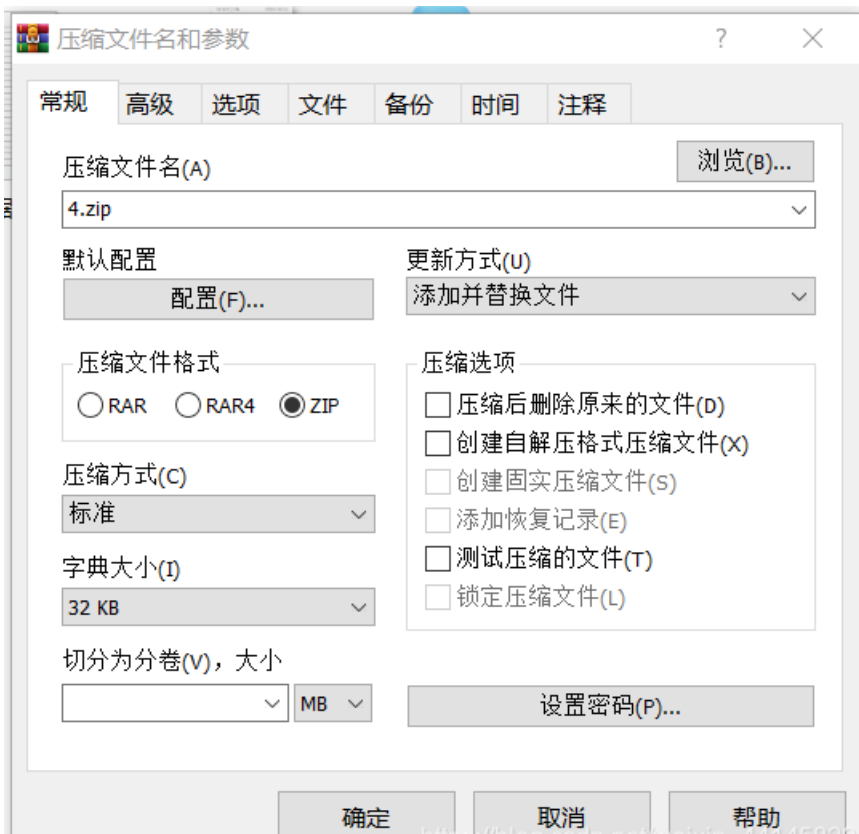 压缩文件名和参数
常规 高级 选项 文件 备份 时间 注释
压缩文件名(A)
浏览(B)...
4.zip
默认配置
更新方式(U)
配置(F)...
添加并替换文件
压缩文件格式
压缩选项
RAR RAR4 ZIP
压缩后删除原来的文件(D)
创建自解压格式压缩文件(X)
压缩方式(C)
创建固实压缩文件(S)
标准
添加恢复记录(E)
字典大小(I)
测试压缩的文件(T)
32 KB
锁定压缩文件(L)
切分为分卷(V)，大小
MB
设置密码(P)...
确定 取消 帮助